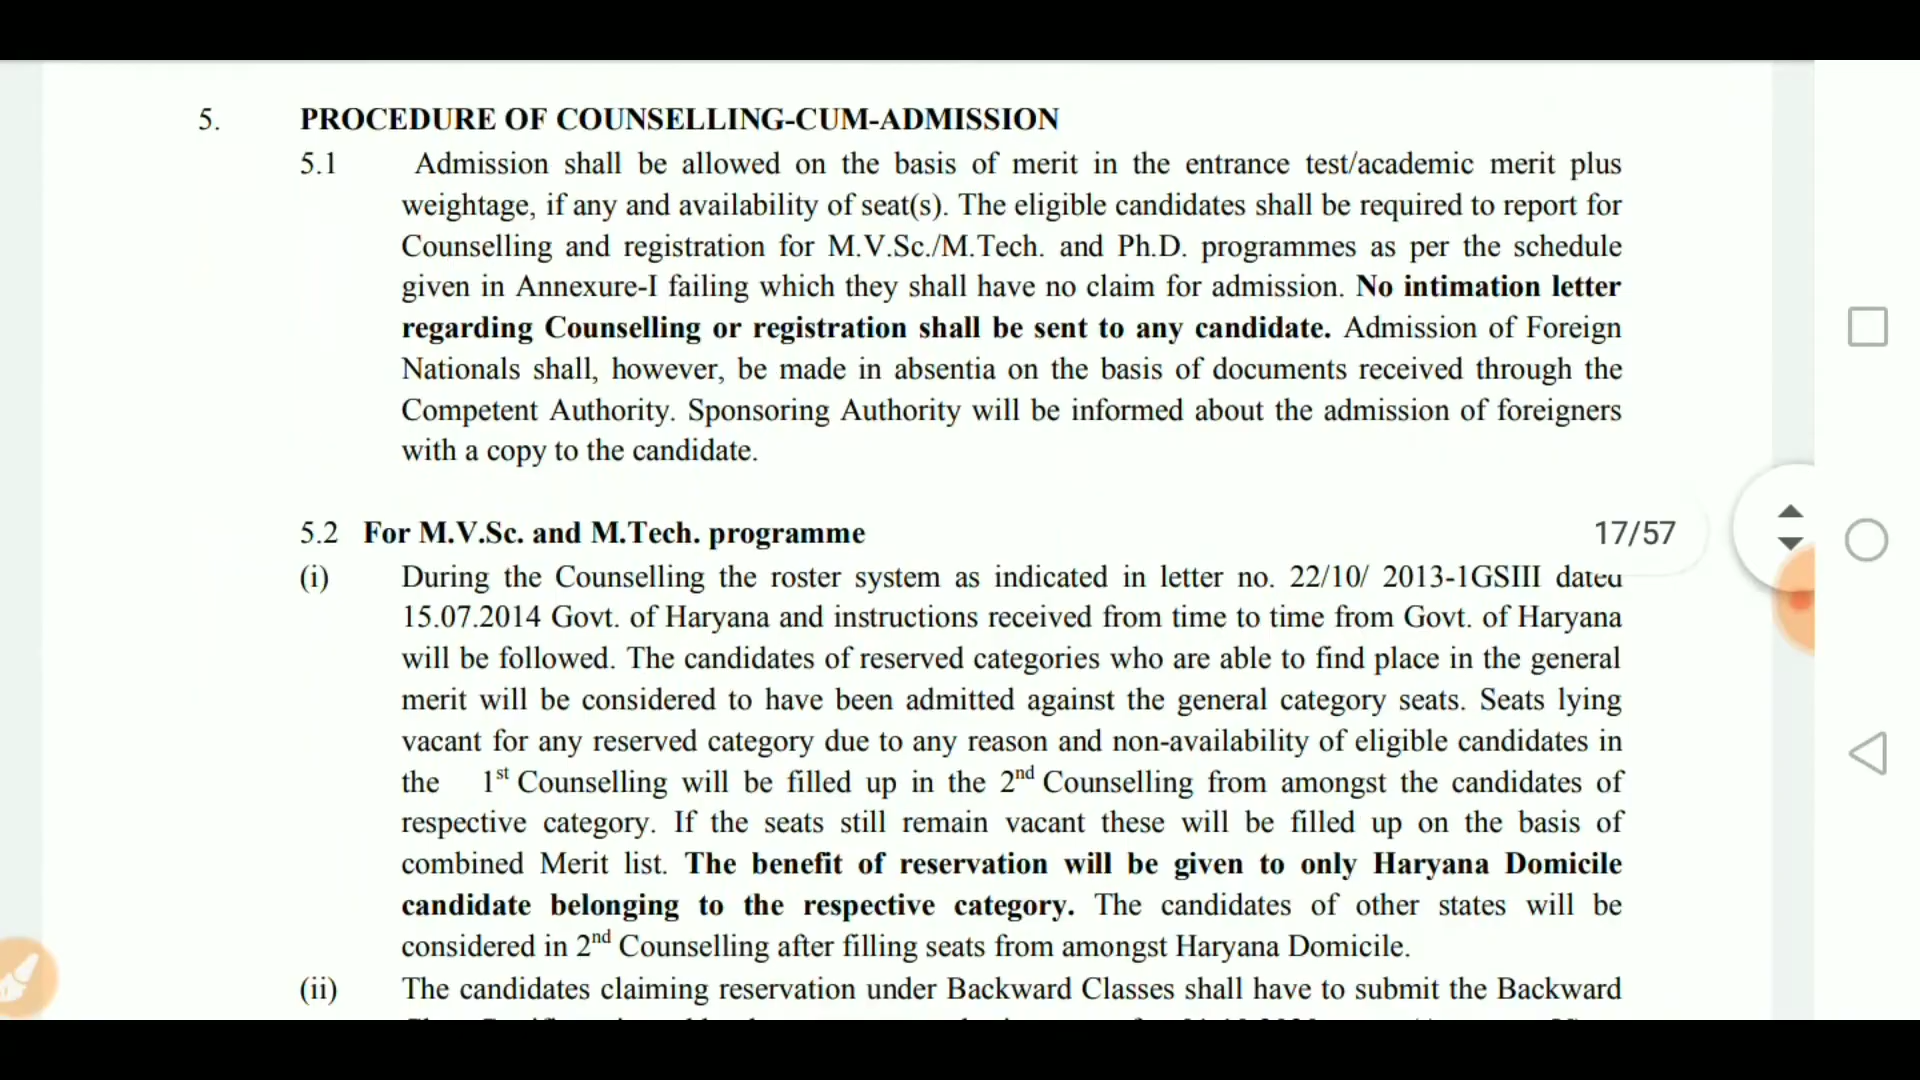 5. PROCEDURE OF COUNSELLING-CUM-ADMISSION
5.1 Admission shall be allowed on the basis of merit in the entrance test/academic merit plus
weightage, if any and availability of seat(s). The eligible candidates shall be required to report for
Counselling and registration for M.V.Sc./M.Tech. and Ph.D. programmes as per the schedule
given in Annexure-I failing which they shall have no claim for admission. No intimation letter
regarding Counselling or registration shall be sent to any candidate. Admission of Foreign
Nationals shall, however, be made in absentia on the basis of documents received through the
Competent Authority. Sponsoring Authority will be informed about the admission of foreigners
with a copy to the candidate.
5.2 For M.V.Sc. and M.Tech. programme
17/57
(i) During the Counselling the roster system as indicated in letter no. 22/10/ 2013-1GSIII dated
15.07.2014 Govt. of Haryana and instructions received from time to time from Govt. of Haryana
will be followed. The candidates of reserved categories who are able to find place in the general
merit will be considered to have been admitted against the general category seats. Seats lying
vacant for any reserved category due to any reason and non-availability of eligible candidates in
the 1st Counselling will be filled up in the 2nd Counselling from amongst the candidates of
respective category. If the seats still remain vacant these will be filled up on the basis of
combined Merit list. The benefit of reservation will be given to only Haryana Domicile
candidate belonging to the respective category. The candidates of other states will be
considered in 2nd Counselling after filling seats from amongst Haryana Domicile.
(ii) The candidates claiming reservation under Backward Classes shall have to submit the Backward